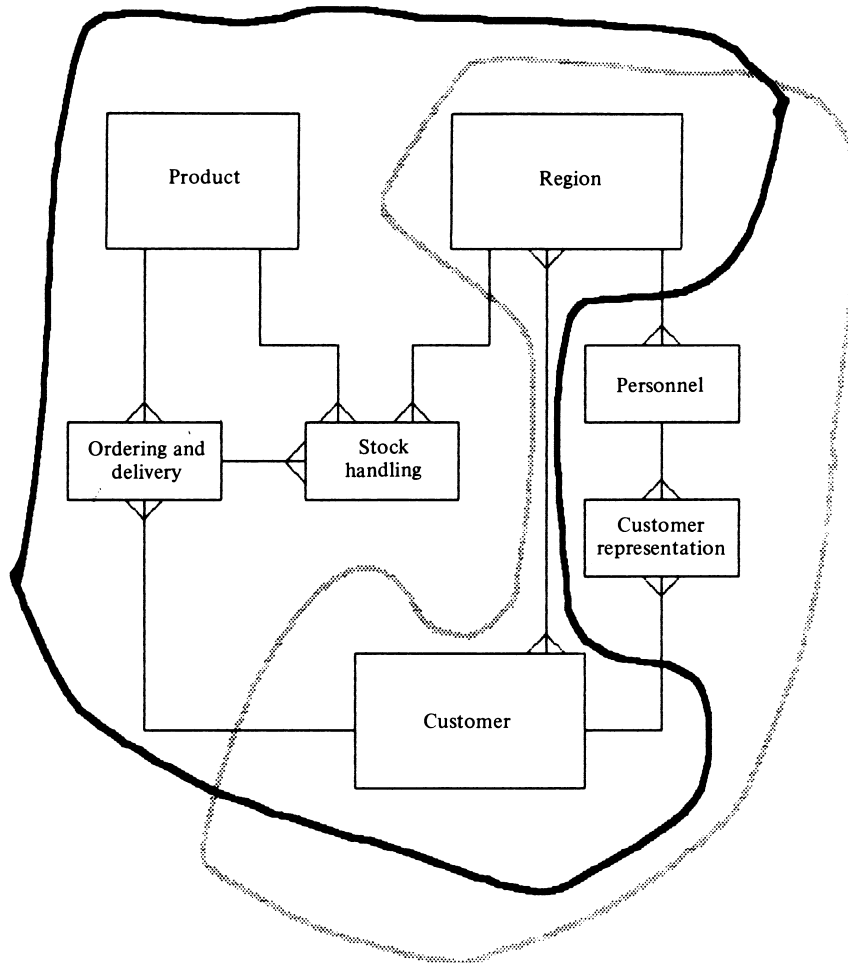 Product
Region
Personnel
Ordering and
delivery
Stock
handling
Customer
representation
Customer